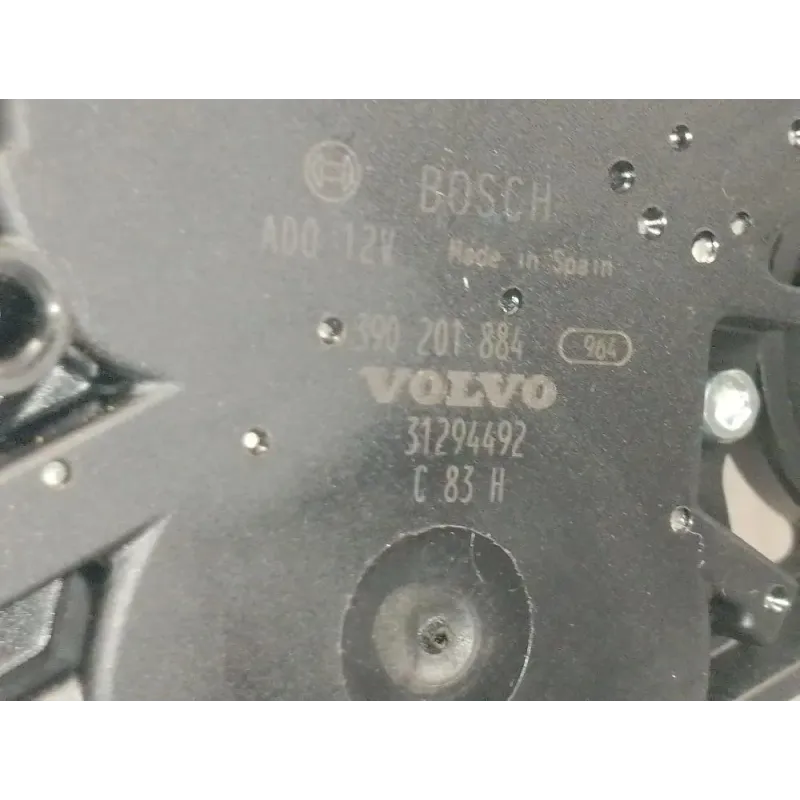 BOSCH
ADO 12V Made in Spain
390 201 884 964
VOLVO
31294492
C 83 H